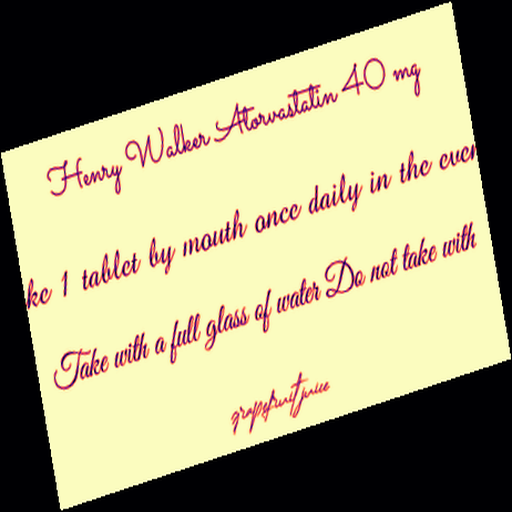 Henry Walker Atorvastatin 40 mg
ke 1 tablet by mouth once daily in the even
Take with a full glass of water Do not take with
grapefruit juice